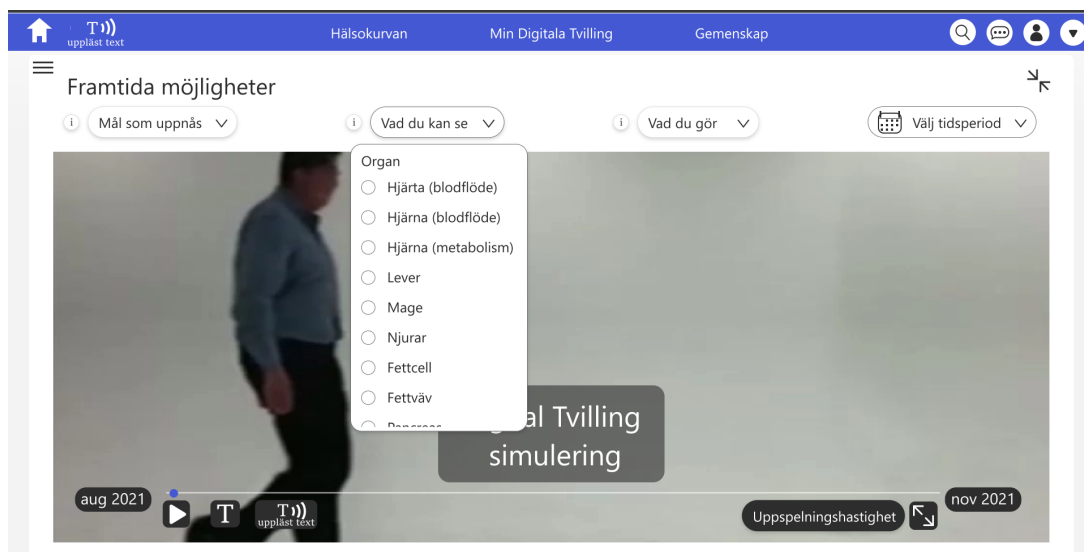 T
uppläst text
Hälsokurvan
Min Digitala Tvilling
Gemenskap
Framtida möjligheter
i Mål som uppnås
i Vad du kan se
i Vad du gör
Välj tidsperiod
Organ
Hjärta (blodflöde)
Hjärna (blodflöde)
Hjärna (metabolism)
Lever
Mage
Njurar
Fettcell
Fettväv
al Tvilling
simulering
aug 2021
nov 2021
T
T
uppläst text
Uppspelningshastighet